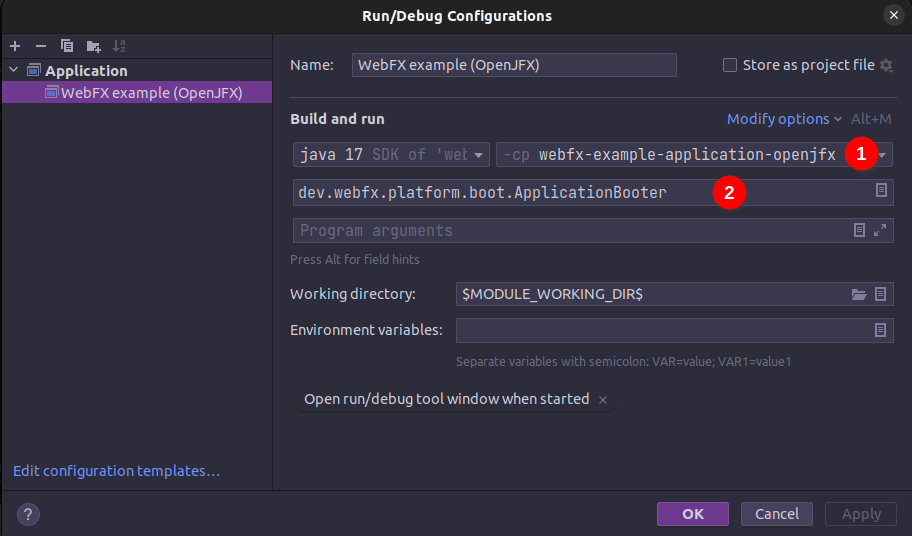 Run/Debug Configurations
Application
WebFX example (OpenJFX)
Edit configuration templates…
Name: WebFX example (OpenJFX) Store as project file
Build and run Modify options Alt+M
java 17 SDK of 'web -cp webfx-example-application-openjfx 1
dev.webfx.platform.boot.ApplicationBooter 2
Program arguments
Press Alt for field hints
Working directory: $MODULE_WORKING_DIR$
Environment variables:
Separate variables with semicolon: VAR=value; VAR1=value1
Open run/debug tool window when started ×
? OK Cancel Apply